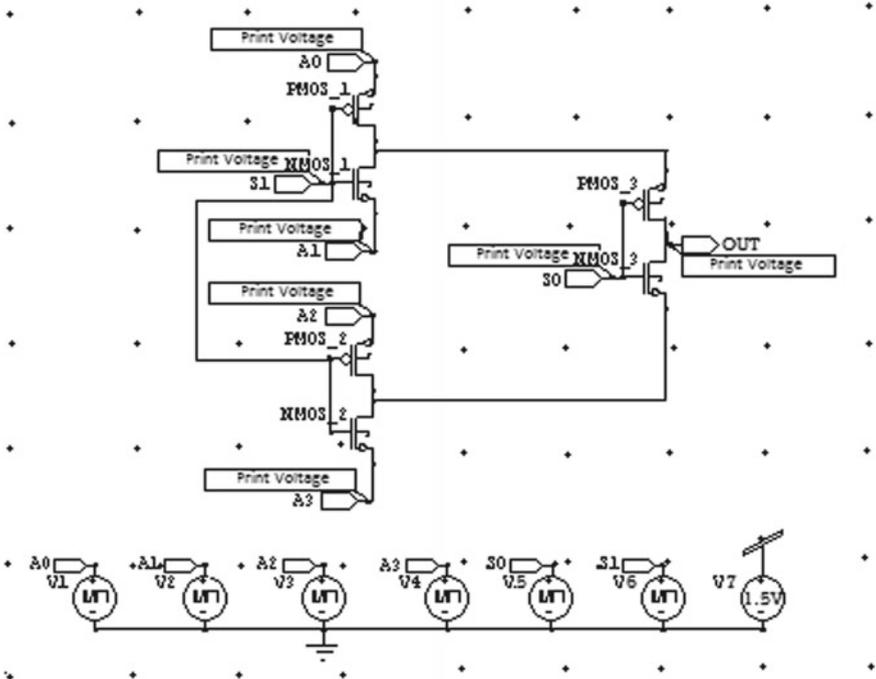 Print Voltage
A0
PMOS_1
Print Voltage
NMOS_1
S1
Print Voltage
A1
Print Voltage
A2
PMOS_2
NMOS_2
Print Voltage
A3
PMOS_3
OUT
Print Voltage
NMOS_3
Print Voltage
S0
A0 A1 A2 A3 S0 S1
V1 V2 V3 V4 V5 V6 V7
1.5V